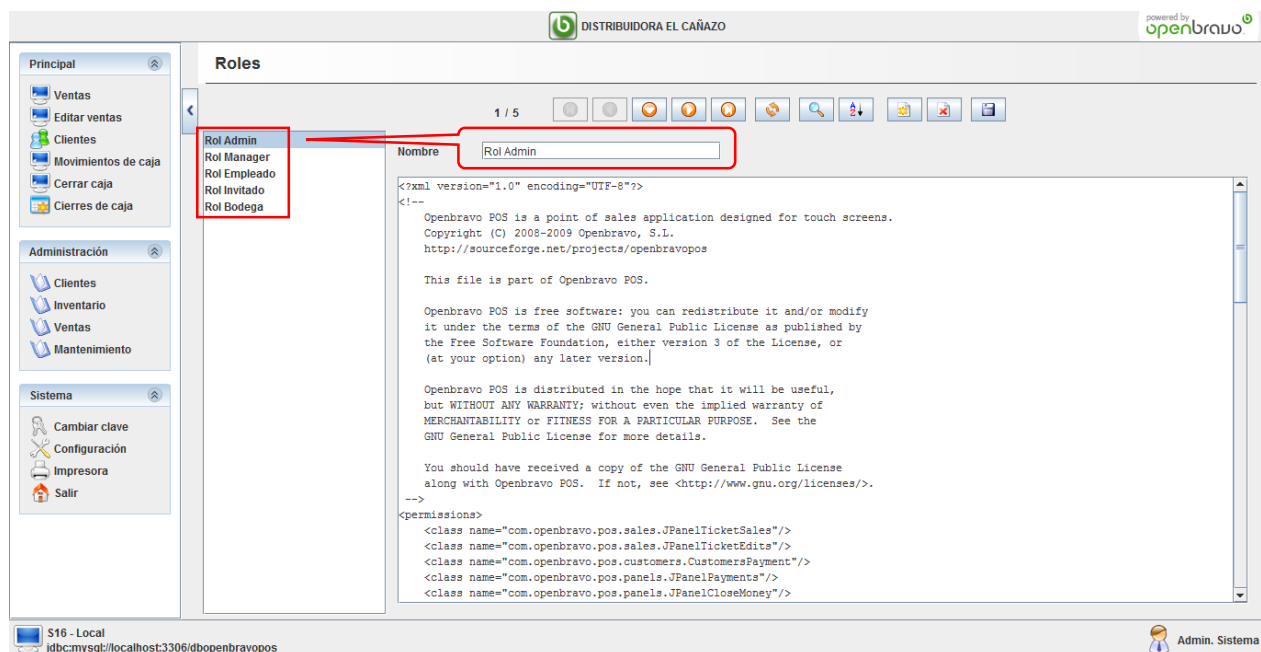 DISTRIBUIDORA EL CAÑAZO
powered by
openbravo
Principal
Ventas
Editar ventas
Clientes
Movimientos de caja
Cerrar caja
Cierres de caja
Administración
Clientes
Inventario
Ventas
Mantenimiento
Sistema
Cambiar clave
Configuración
Impresora
Salir
Roles
1 / 5
Rol Admin
Rol Manager
Rol Empleado
Rol Invitado
Rol Bodega
Nombre Rol Admin
<?xml version="1.0" encoding="UTF-8"?>
<!--
Openbravo POS is a point of sales application designed for touch screens.
Copyright (C) 2008-2009 Openbravo, S.L.
http://sourceforge.net/projects/openbravopos
This file is part of Openbravo POS.
Openbravo POS is free software: you can redistribute it and/or modify
it under the terms of the GNU General Public License as published by
the Free Software Foundation, either version 3 of the License, or
(at your option) any later version.
Openbravo POS is distributed in the hope that it will be useful,
but WITHOUT ANY WARRANTY; without even the implied warranty of
MERCHANTABILITY or FITNESS FOR A PARTICULAR PURPOSE.  See the
GNU General Public License for more details.
You should have received a copy of the GNU General Public License
along with Openbravo POS.  If not, see <http://www.gnu.org/licenses/>.
-->
<permissions>
<class name="com.openbravo.pos.sales.JPanelTicketSales"/>
<class name="com.openbravo.pos.sales.JPanelTicketEdits"/>
<class name="com.openbravo.pos.customers.CustomersPayment"/>
<class name="com.openbravo.pos.panels.JPanelPayments"/>
<class name="com.openbravo.pos.panels.JPanelCloseMoney"/>
S16 - Local
jdbc:mysql://localhost:3306/dbopenbravopos
Admin. Sistema